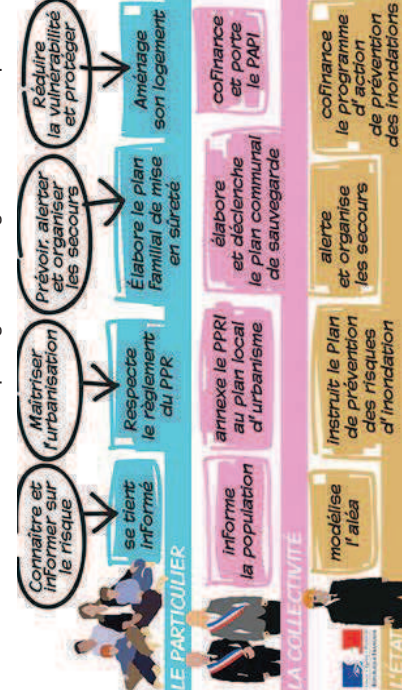 Connaître et
informer sur
le risque
Maîtriser
l'urbanisation
Prévoir, alerter
et organiser
les secours
Réduire
la vulnérabilité
et protéger
LE PARTICULIER
se tient
informé
Respecte
le règlement
du PPR
Élabore le plan
familial de mise
en sûreté
Aménage
son logement
LA COLLECTIVITÉ
informe
la population
annexe le PPRI
au plan local
d'urbanisme
élabore
et déclenche
le plan communal
de sauvegarde
cofinance
et porte
le PAPI
L'ÉTAT
modélise
l'aléa
instruit le Plan
de prévention
des risques
d'inondation
alerte
et organise
les secours
cofinance
le programme
d'action
de prévention
des inondations